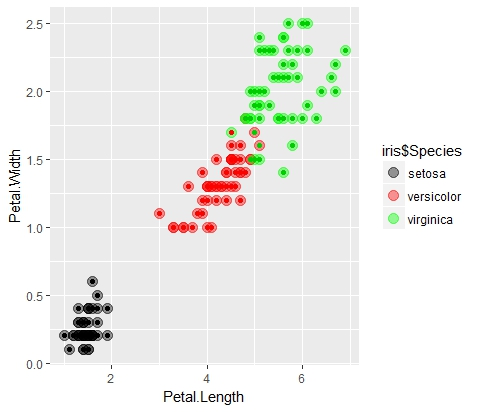 2.5
2.0
1.5
1.0
0.5
0.0
Petal.Width
2
4
6
Petal.Length
iris$Species
setosa
versicolor
virginica